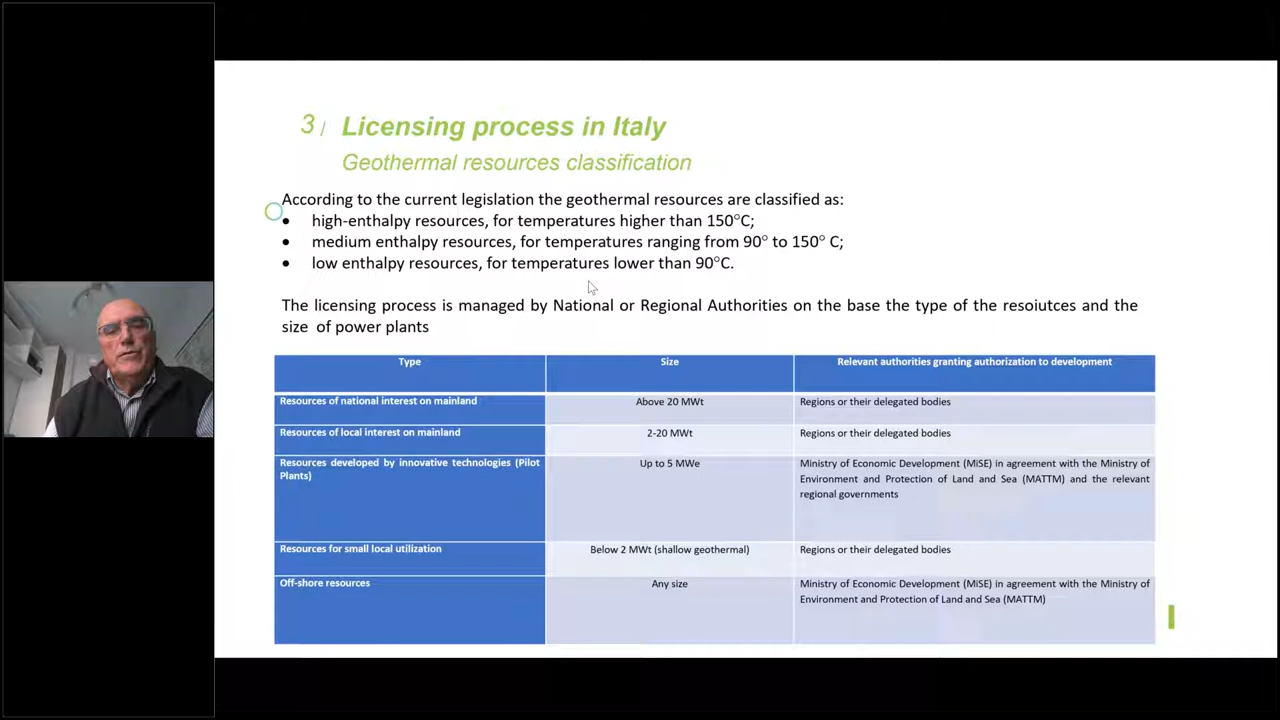 3 / Licensing process in Italy
Geothermal resources classification
According to the current legislation the geothermal resources are classified as:
• high-enthalpy resources, for temperatures higher than 150°C;
• medium enthalpy resources, for temperatures ranging from 90° to 150° C;
• low enthalpy resources, for temperatures lower than 90°C.
The licensing process is managed by National or Regional Authorities on the base the type of the resoiutces and the
size of power plants
Type Size Relevant authorities granting authorization to development
Resources of national interest on mainland Above 20 MWt Regions or their delegated bodies
Resources of local interest on mainland 2-20 MWt Regions or their delegated bodies
Resources developed by innovative technologies (Pilot
Plants)
Up to 5 MWe
Ministry of Economic Development (MiSE) in agreement with the Ministry of
Environment and Protection of Land and Sea (MATTM) and the relevant
regional governments
Resources for small local utilization Below 2 MWt (shallow geothermal) Regions or their delegated bodies
Off-shore resources
Any size
Ministry of Economic Development (MiSE) in agreement with the Ministry of
Environment and Protection of Land and Sea (MATTM)